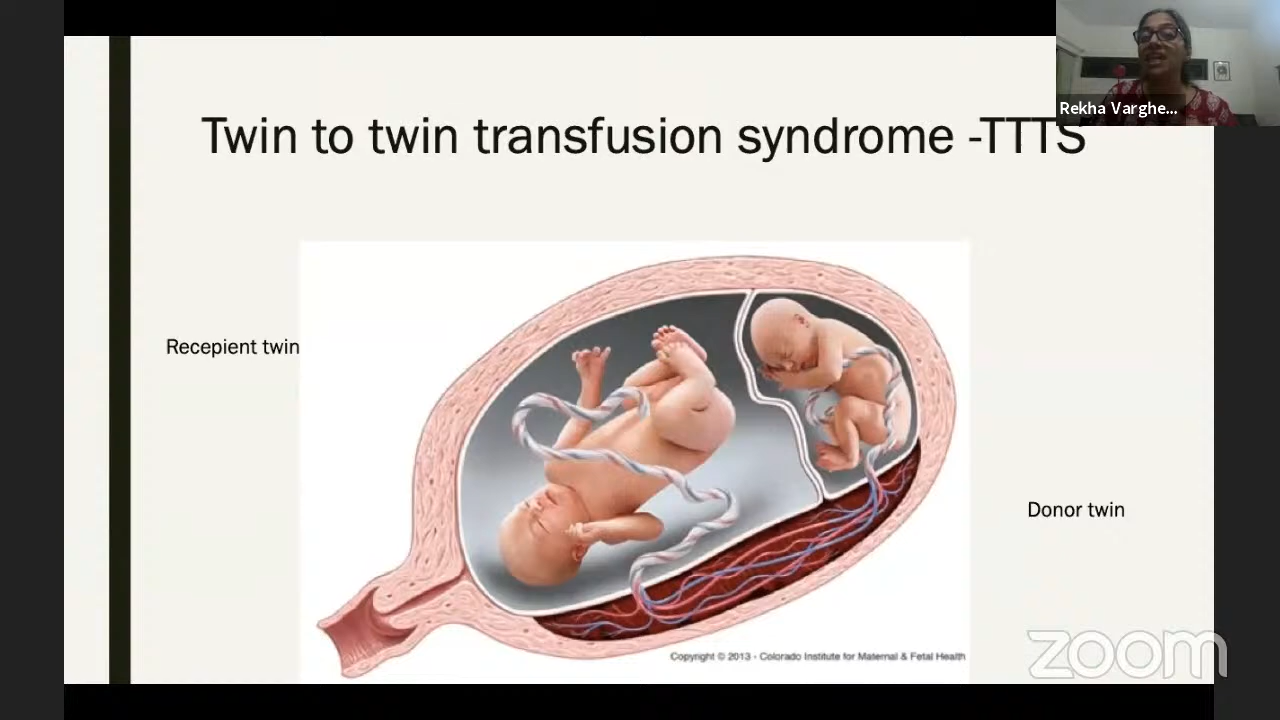 Rekha Varghe...
Twin to twin transfusion syndrome -TTTS
Recepient twin
Donor twin
Copyright © 2013 - Colorado Institute for Maternal & Fetal Health
zoom